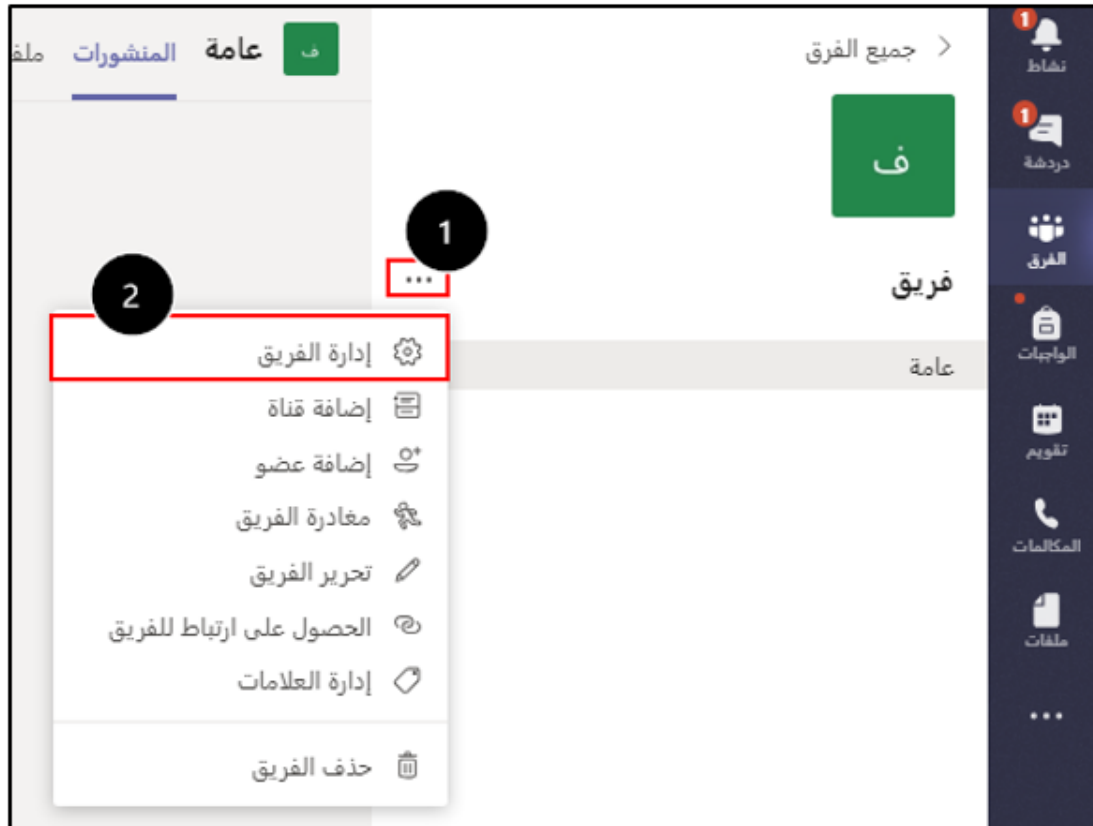 1
نشاط
1
دردشة
الفرق
الواجبات
تقويم
المكالمات
ملفات
جميع الفرق
ف
فريق
عامة
ف عامة المنشورات ملف
1
2
إدارة الفريق
إضافة قناة
إضافة عضو
مغادرة الفريق
تحرير الفريق
الحصول على ارتباط للفريق
إدارة العلامات
حذف الفريق